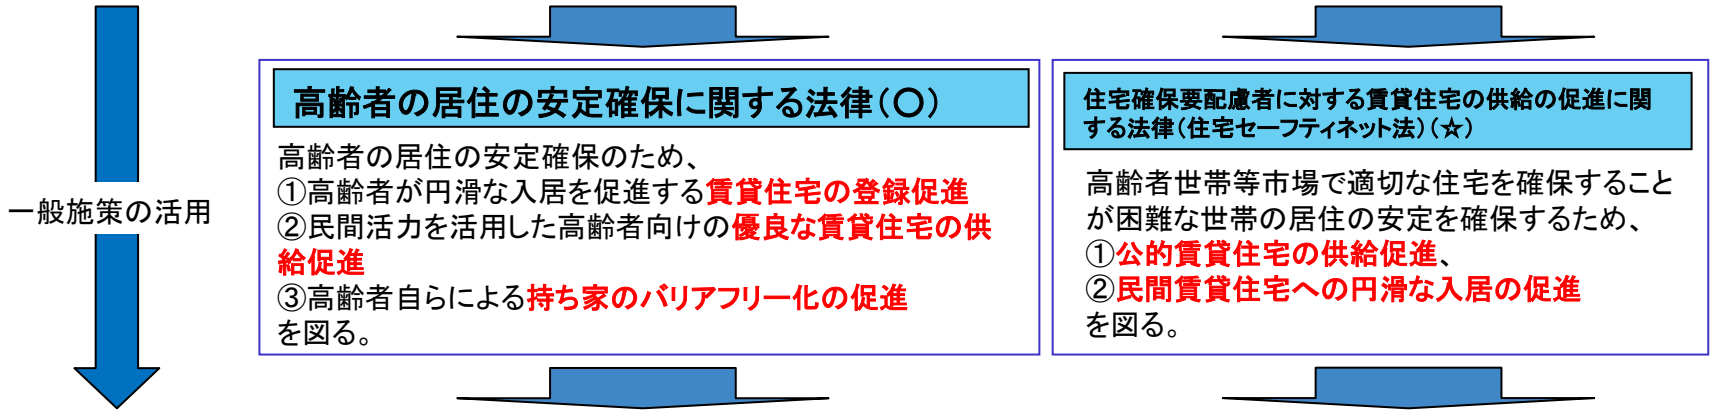 一般施策の活用
高齢者の居住の安定確保に関する法律(○)
高齢者の居住の安定確保のため、
①高齢者が円滑な入居を促進する賃貸住宅の登録促進
②民間活力を活用した高齢者向けの優良な賃貸住宅の供
給促進
③高齢者自らによる持ち家のバリアフリー化の促進
を図る。
住宅確保要配慮者に対する賃貸住宅の供給の促進に関
する法律(住宅セーフティネット法)(☆)
高齢者世帯等市場で適切な住宅を確保すること
が困難な世帯の居住の安定を確保するため、
①公的賃貸住宅の供給促進、
②民間賃貸住宅への円滑な入居の促進
を図る。